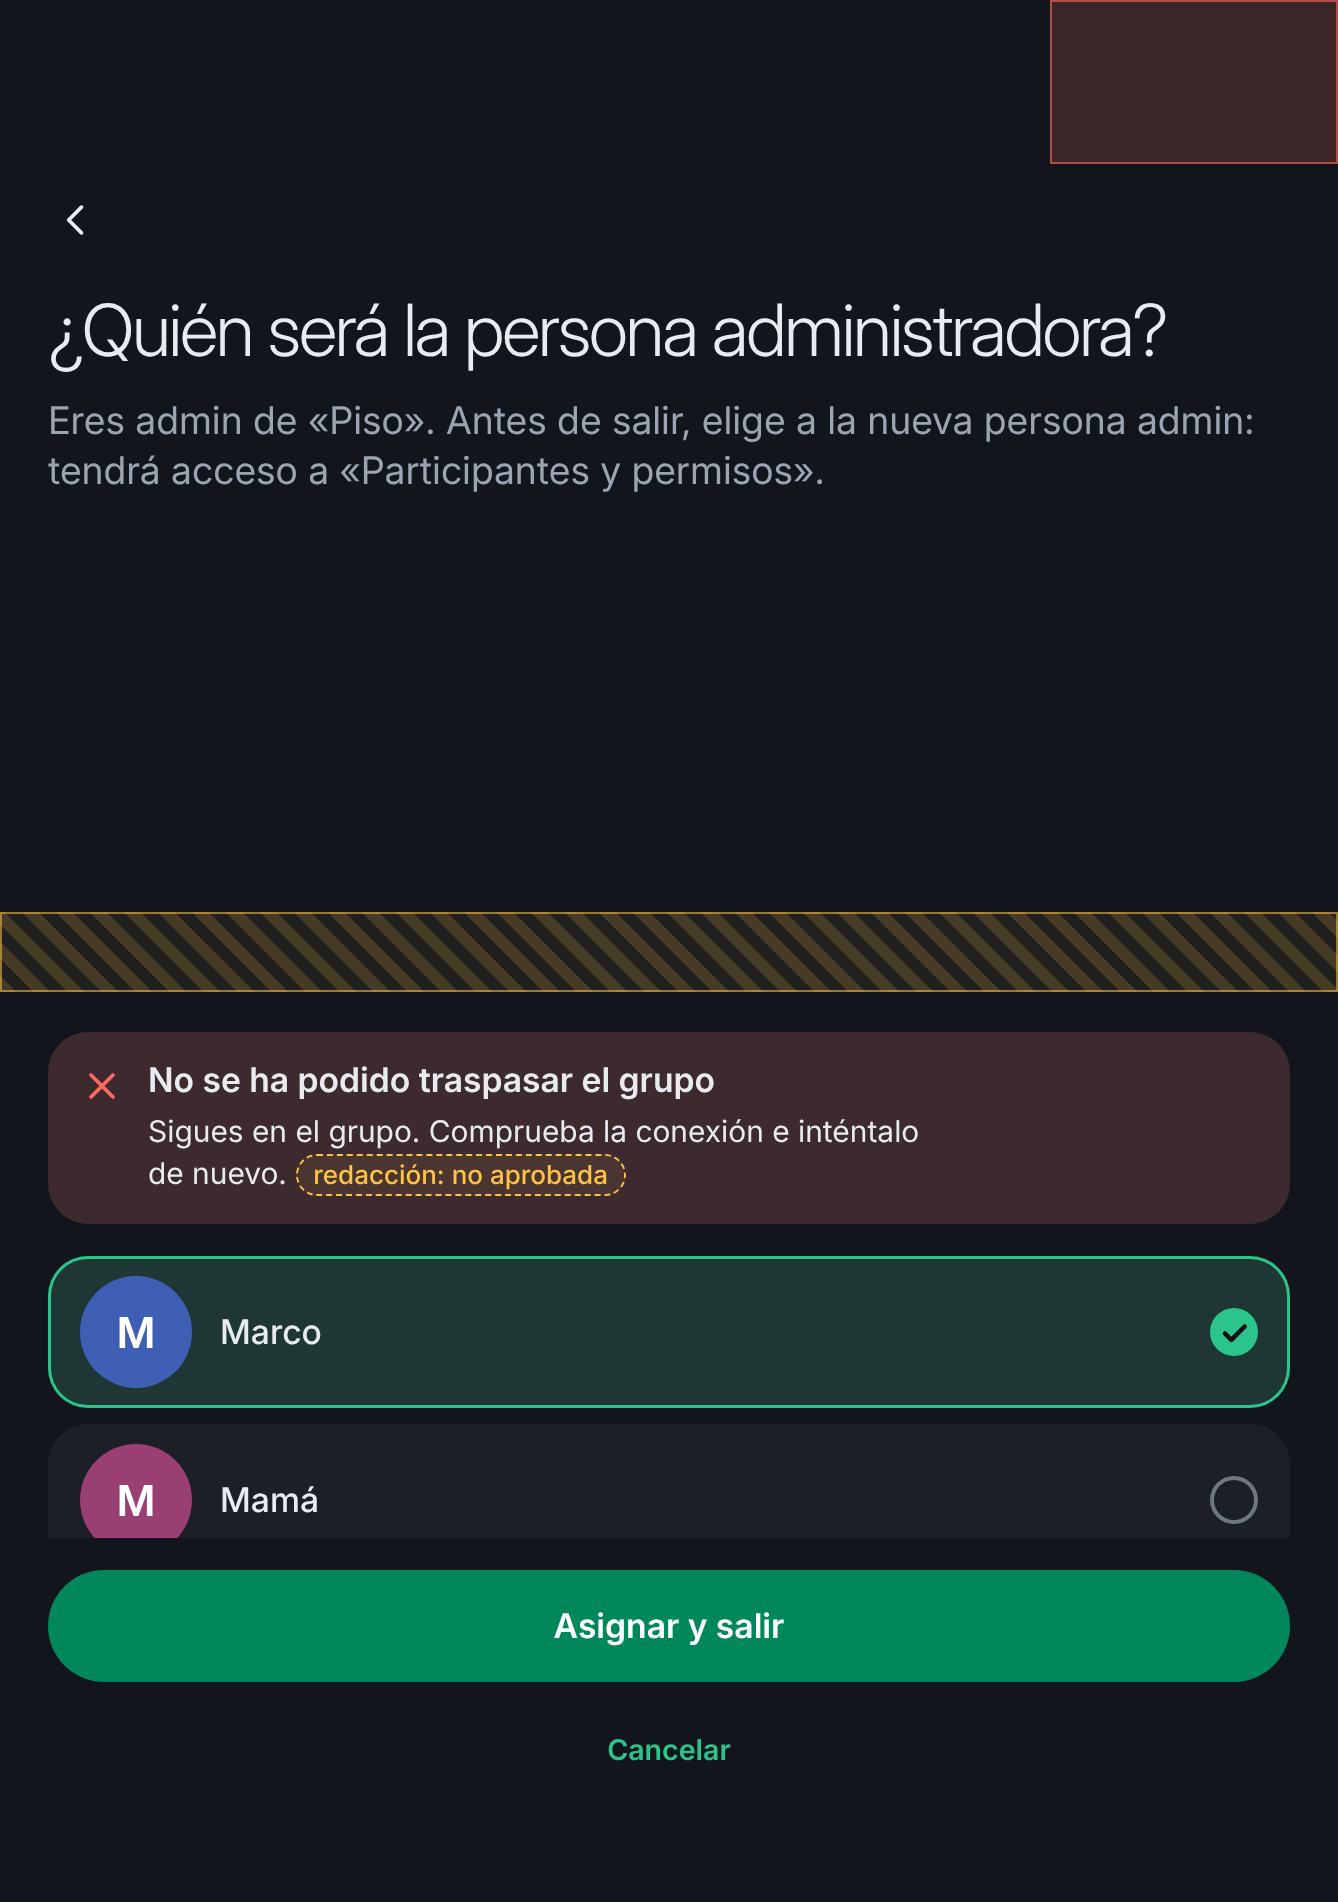 ¿Quién será la persona administradora?
Eres admin de «Piso». Antes de salir, elige a la nueva persona admin:
tendrá acceso a «Participantes y permisos».
No se ha podido traspasar el grupo
Sigues en el grupo. Comprueba la conexión e inténtalo
de nuevo. redacción: no aprobada
M Marco
M Mamá
Asignar y salir
Cancelar